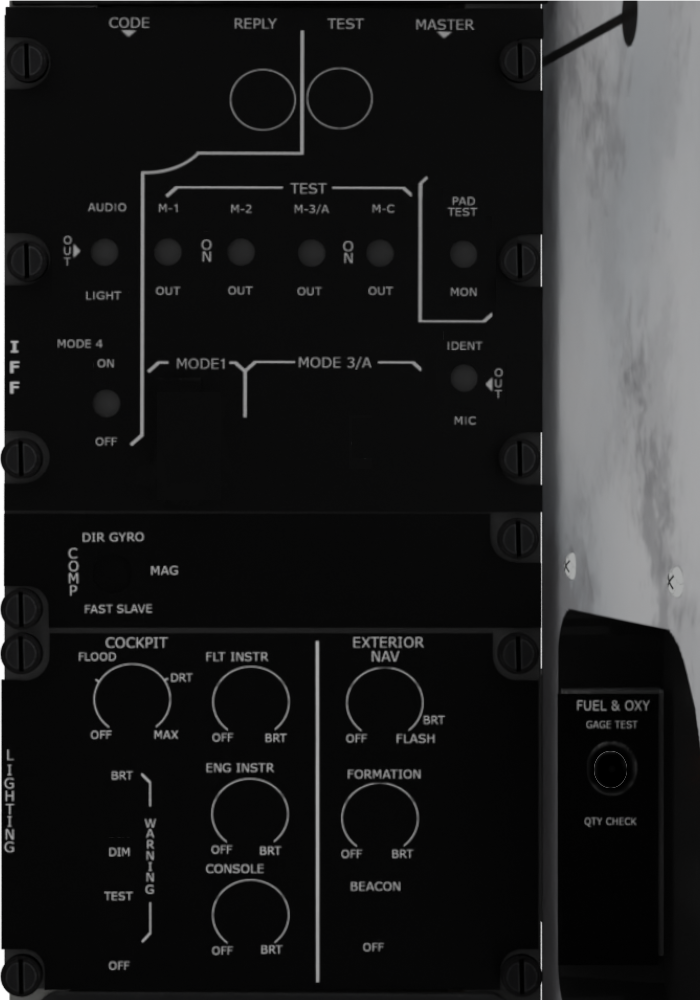 CODE
REPLY
TEST
MASTER
TEST
AUDIO
M-1
M-2
M-3/A
M-C
PAD
TEST
OUT
ON
ON
LIGHT
OUT
OUT
OUT
OUT
MON
IFF
MODE 4
ON
OFF
MODE1
MODE 3/A
IDENT
OUT
MIC
DIR GYRO
COMP
MAG
FAST SLAVE
LIGHTING
COCKPIT
FLOOD
DRT
OFF
MAX
FLT INSTR
OFF
BRT
EXTERIOR
NAV
BRT
OFF
FLASH
BRT
WARNING
DIM
TEST
OFF
ENG INSTR
OFF
BRT
CONSOLE
OFF
BRT
FORMATION
OFF
BRT
BEACON
OFF
FUEL & OXY
GAGE TEST
QTY CHECK